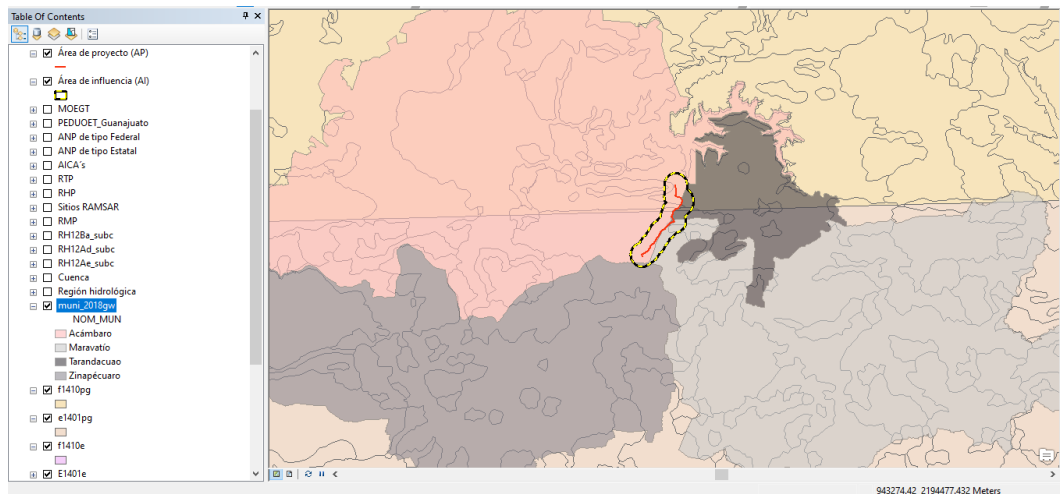 Table Of Contents
Área de proyecto (AP)
Área de influencia (AI)
MOEGT
PEDUOET_Guanajuato
ANP de tipo Federal
ANP de tipo Estatal
AICA´s
RTP
RHP
Sitios RAMSAR
RMP
RH12Ba_subc
RH12Ad_subc
RH12Ae_subc
Cuenca
Región hidrológica
muni_2018gw
NOM_MUN
Acámbaro
Maravatío
Tarandacuao
Zinapécuaro
f1410pg
e1401pg
f1410e
E1401e
943274.42 2194477.432 Meters